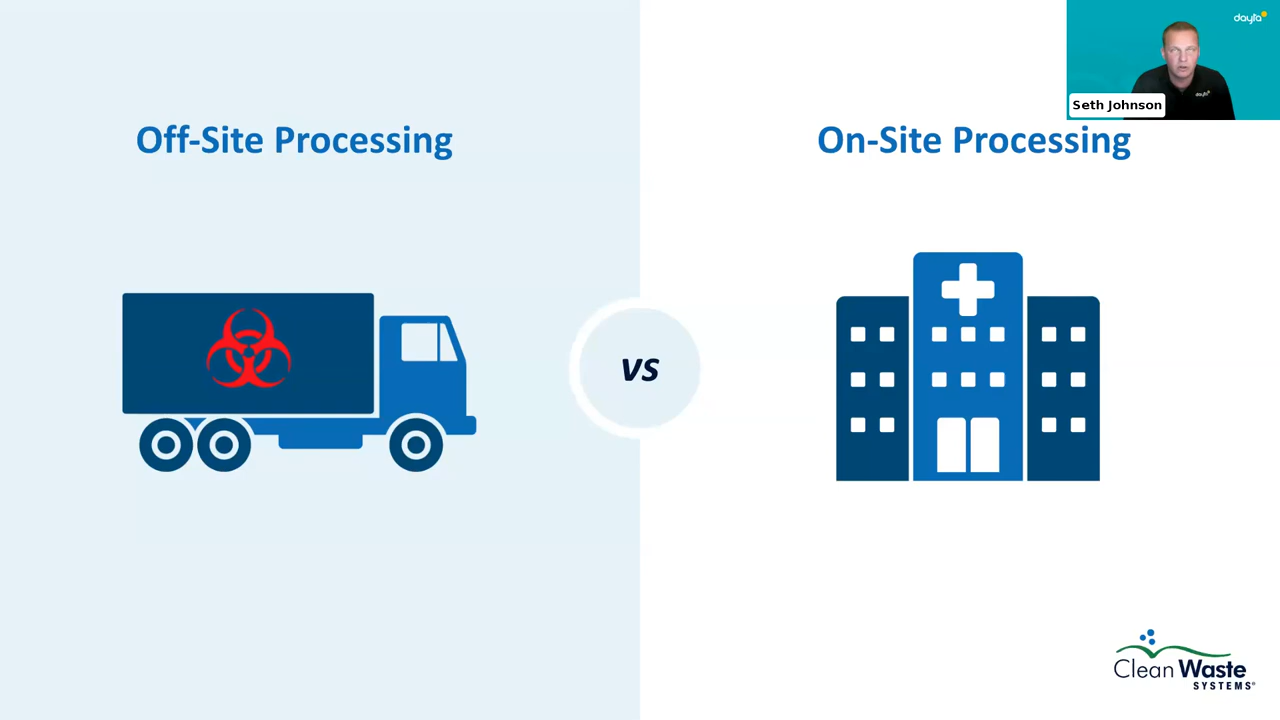 dayta
Seth Johnson
Off-Site Processing
On-Site Processing
VS
Clean Waste
SYSTEMS®